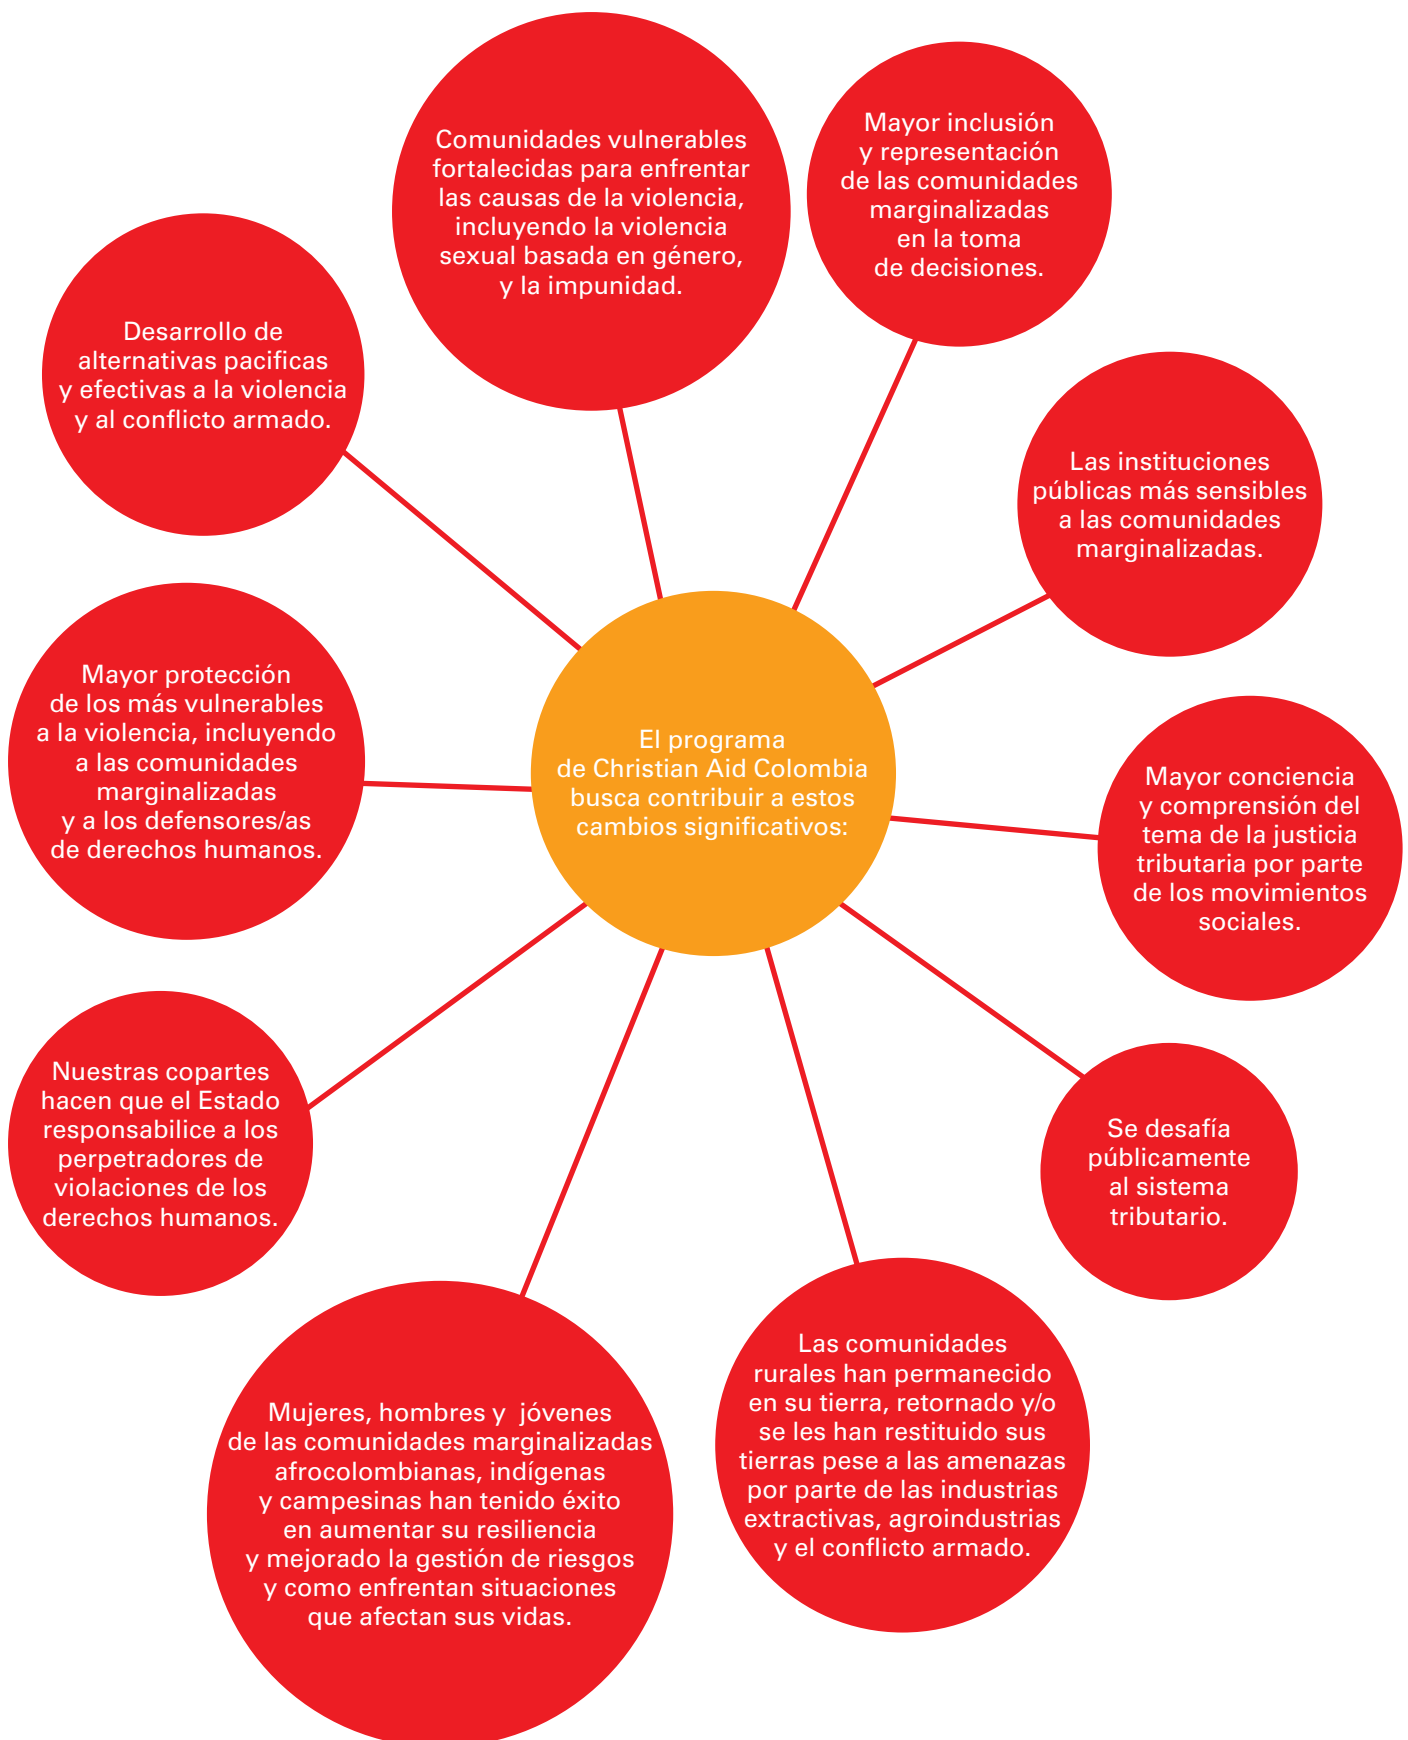 El programa
de Christian Aid Colombia
busca contribuir a estos
cambios significativos:
Comunidades vulnerables
fortalecidas para enfrentar
las causas de la violencia,
incluyendo la violencia
sexual basada en género,
y la impunidad.
Mayor inclusión
y representación
de las comunidades
marginalizadas
en la toma
de decisiones.
Las instituciones
públicas más sensibles
a las comunidades
marginalizadas.
Mayor conciencia
y comprensión del
tema de la justicia
tributaria por parte
de los movimientos
sociales.
Se desafía
públicamente
al sistema
tributario.
Las comunidades
rurales han permanecido
en su tierra, retornado y/o
se les han restituido sus
tierras pese a las amenazas
por parte de las industrias
extractivas, agroindustrias
y el conflicto armado.
Mujeres, hombres y  jóvenes
de las comunidades marginalizadas
afrocolombianas, indígenas
y campesinas han tenido éxito
en aumentar su resiliencia
y mejorado la gestión de riesgos
y como enfrentan situaciones
que afectan sus vidas.
Nuestras copartes
hacen que el Estado
responsabilice a los
perpetradores de
violaciones de los
derechos humanos.
Mayor protección
de los más vulnerables
a la violencia, incluyendo
a las comunidades
marginalizadas
y a los defensores/as
de derechos humanos.
Desarrollo de
alternativas pacificas
y efectivas a la violencia
y al conflicto armado.